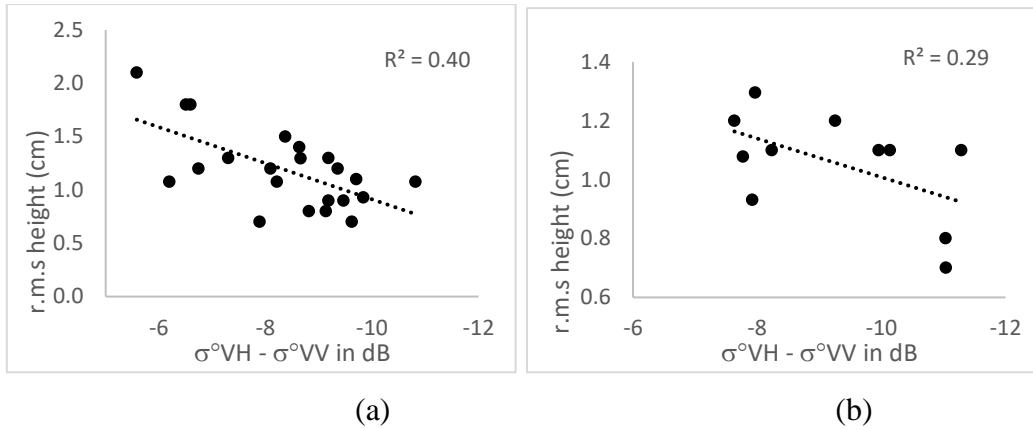 2.5
2.0
1.5
1.0
0.5
0.0
r.m.s height (cm)
R² = 0.40
-6 -8 -10 -12
σ°VH - σ°VV in dB
(a)
1.4
1.2
1.0
0.8
0.6
r.m.s height (cm)
R² = 0.29
-6 -8 -10 -12
σ°VH - σ°VV in dB
(b)